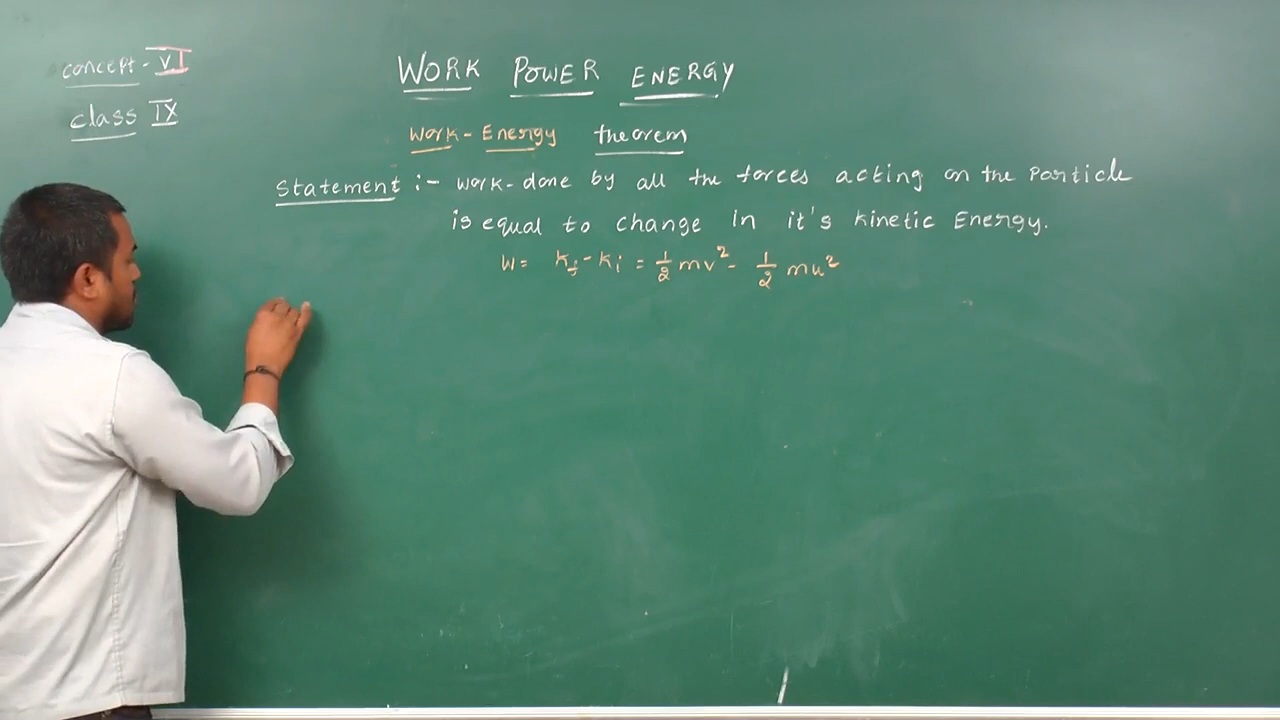 concept - VI
class IX
WORK POWER ENERGY
Work - Energy theorem
Statement :- work-done by all the forces acting on the Particle
is equal to change in it's Kinetic Energy.
W = Kf - Ki = 1/2 mv² - 1/2 mu²